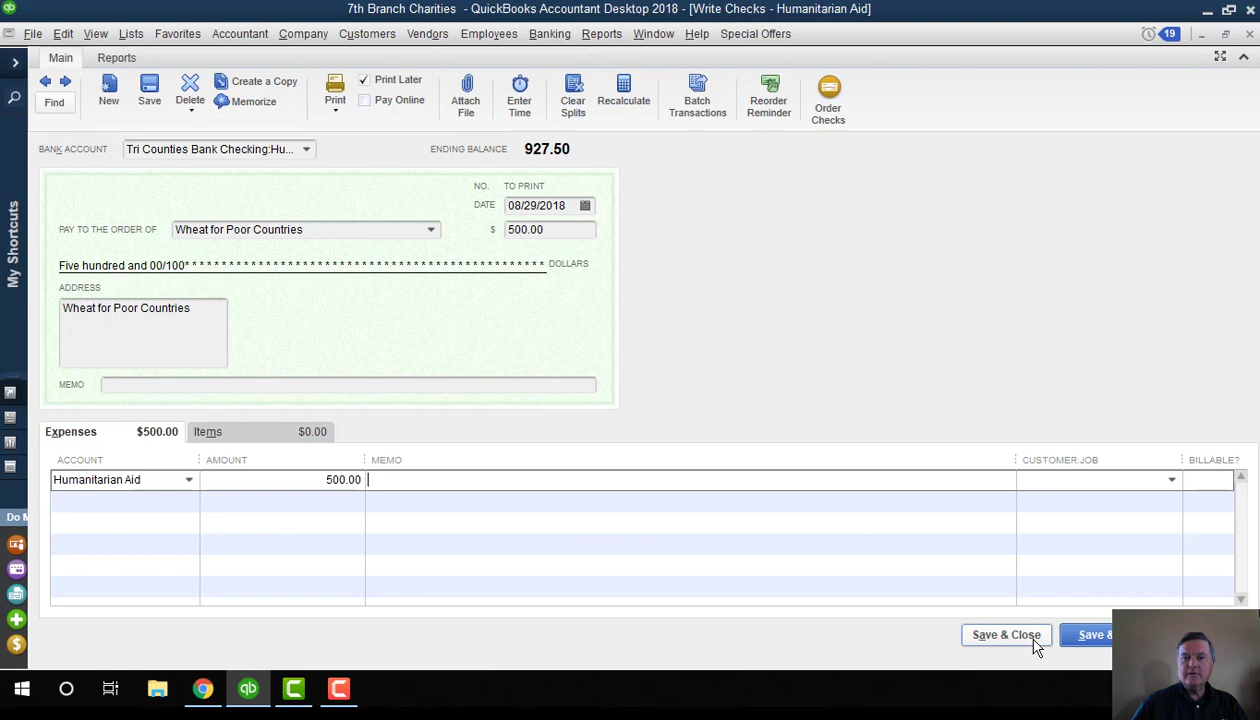 7th Branch Charities - QuickBooks Accountant Desktop 2018 - [Write Checks - Humanitarian Aid]
File Edit View Lists Favorites Accountant Company Customers Vendors Employees Banking Reports Window Help Special Offers 19
Main Reports
Find New Save Delete Create a Copy Memorize Print Print Later Pay Online Attach File Enter Time Clear Splits Recalculate Batch Transactions Reorder Reminder Order Checks
BANK ACCOUNT Tri Counties Bank Checking:Hu... ENDING BALANCE 927.50
NO. TO PRINT
DATE 08/29/2018
PAY TO THE ORDER OF Wheat for Poor Countries $ 500.00
Five hundred and 00/100* * * * * * * * * * * * * * * * * * * * * * * * * * * * * * * * * * * * * * * * * * * * * DOLLARS
ADDRESS
Wheat for Poor Countries
MEMO
Expenses $500.00 Items $0.00
ACCOUNT AMOUNT MEMO CUSTOMER:JOB BILLABLE?
Humanitarian Aid 500.00
My Shortcuts
Do M
Save & Close Save &
qb